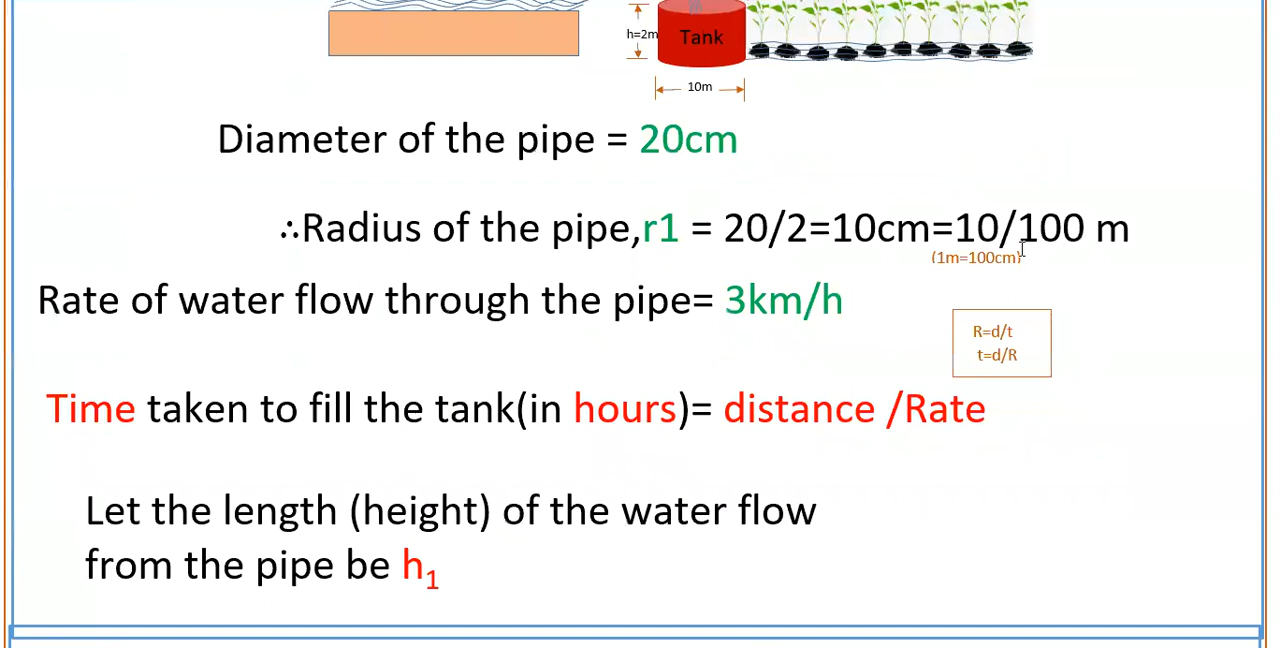 h=2m
Tank
10m
Diameter of the pipe = 20cm
∴Radius of the pipe,r1 = 20/2=10cm=10/100 m
(1m=100cm)
Rate of water flow through the pipe= 3km/h
R=d/t
t=d/R
Time taken to fill the tank(in hours)= distance /Rate
Let the length (height) of the water flow
from the pipe be h₁